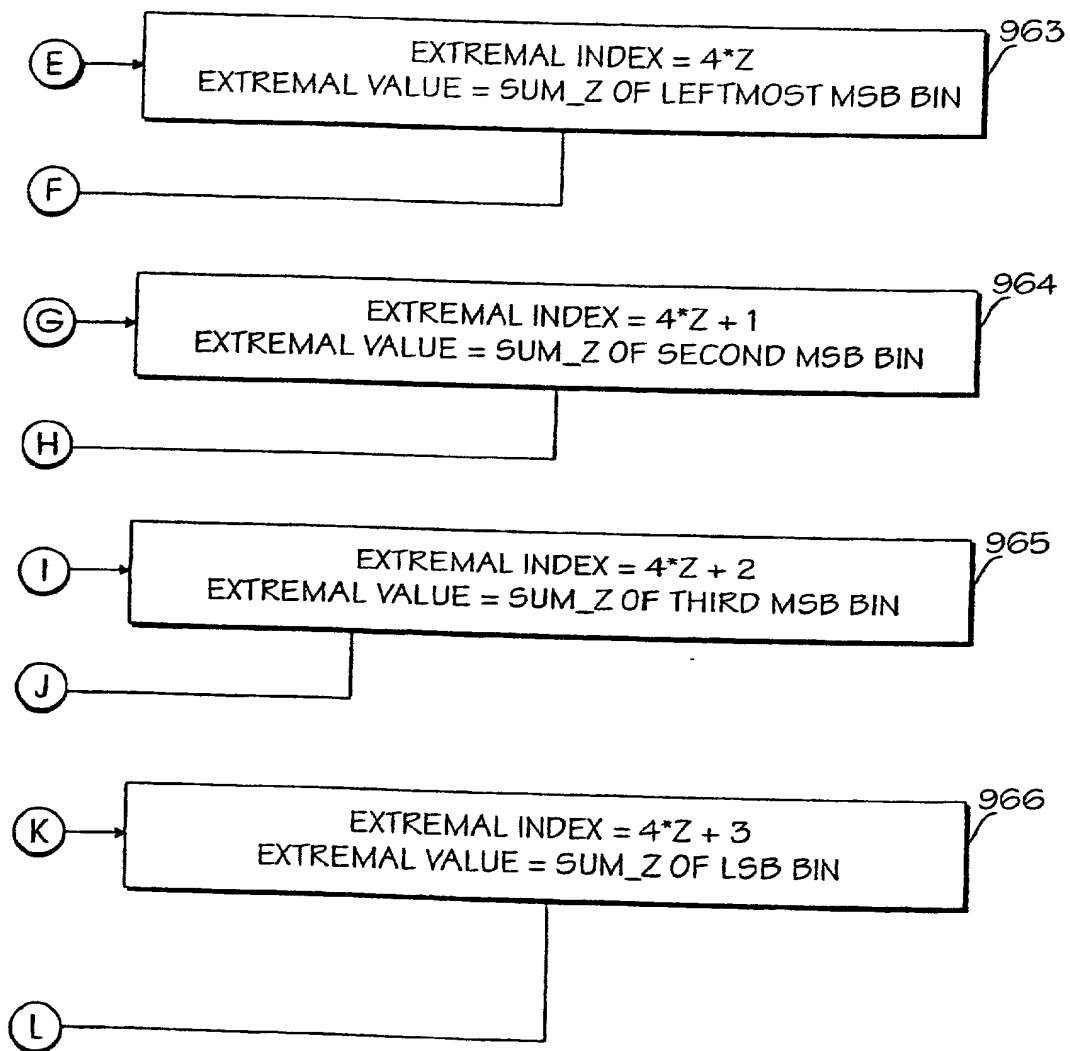 963
E
EXTREMAL INDEX = 4*Z
EXTREMAL VALUE = SUM_Z OF LEFTMOST MSB BIN
F
964
G
EXTREMAL INDEX = 4*Z + 1
EXTREMAL VALUE = SUM_Z OF SECOND MSB BIN
H
965
I
EXTREMAL INDEX = 4*Z + 2
EXTREMAL VALUE = SUM_Z OF THIRD MSB BIN
J
966
K
EXTREMAL INDEX = 4*Z + 3
EXTREMAL VALUE = SUM_Z OF LSB BIN
L